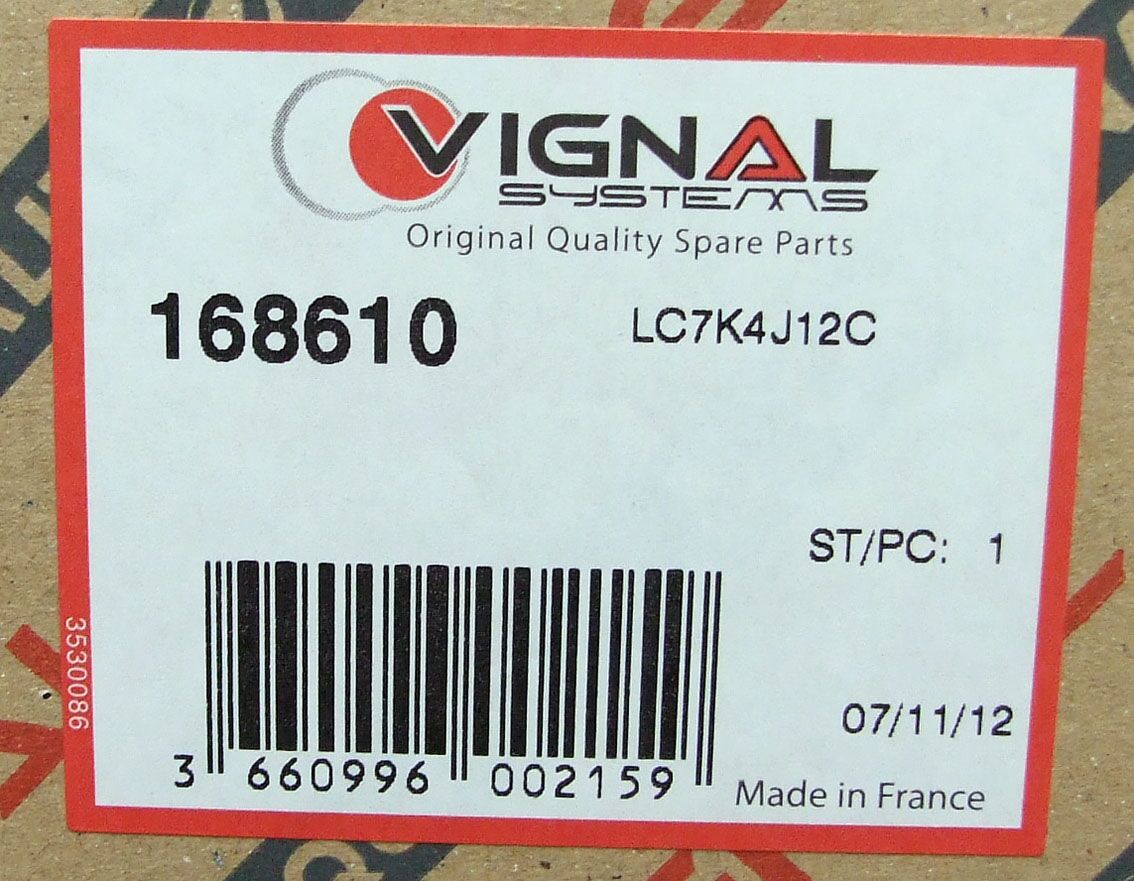 VIGNAL
SYSTEMS
Original Quality Spare Parts
168610 LC7K4J12C
ST/PC: 1
3530086
07/11/12
3 660996 002159
Made in France